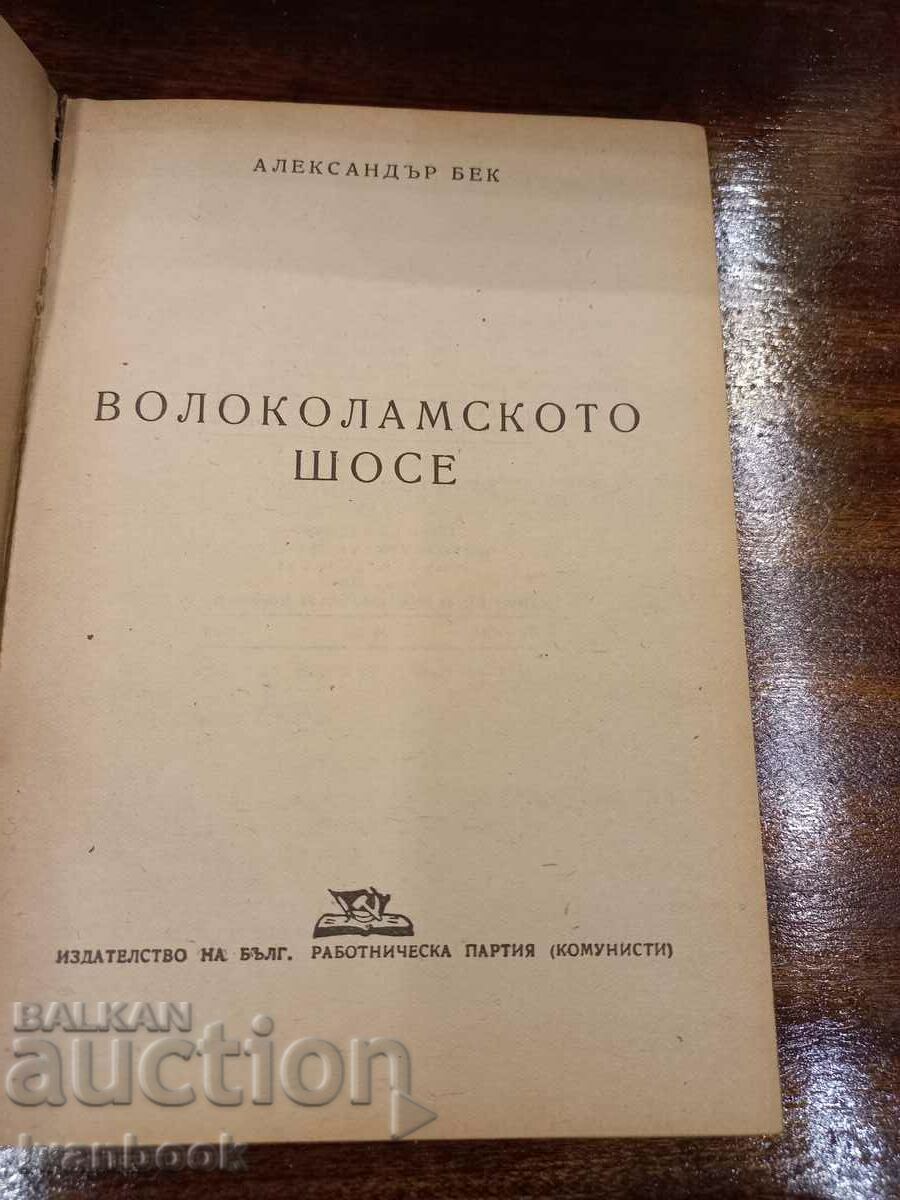 АЛЕКСАНДЪР БЕК
ВОЛОКОЛАМСКОТО
ШОСЕ
ИЗДАТЕЛСТВО НА БЪЛГ. РАБОТНИЧЕСКА ПАРТИЯ (КОМУНИСТИ)
BALKAN
auction
Ivanbook